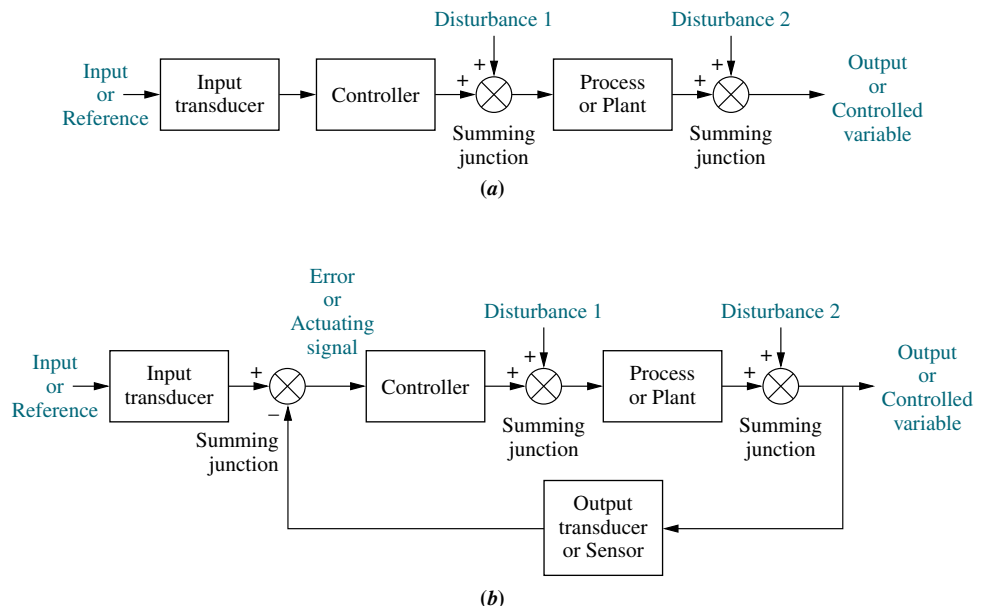 Disturbance 1
Disturbance 2
Input
or
Reference
Input
transducer
Controller
+
+
Summing
junction
Process
or Plant
+
+
Summing
junction
Output
or
Controlled
variable
(a)
Error
or
Actuating
signal
Disturbance 1
Disturbance 2
Input
or
Reference
Input
transducer
+
−
Summing
junction
Controller
+
+
Summing
junction
Process
or Plant
+
+
Summing
junction
Output
or
Controlled
variable
Output
transducer
or Sensor
(b)